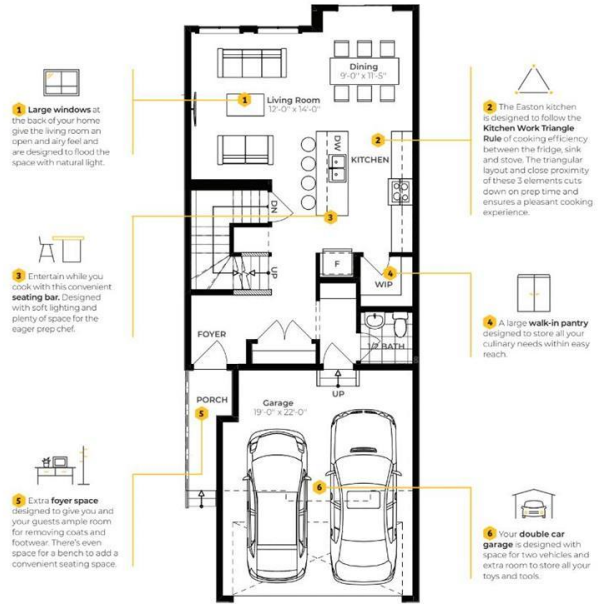 1 Large windows at
the back of your home
give the living room an
open and airy feel and
are designed to flood the
space with natural light.
3 Entertain while you
cook with this convenient
seating bar. Designed
with soft lighting and
plenty of space for the
eager prep chef.
5 Extra foyer space
designed to give you and
your guests ample room
for removing coats and
footwear. There's even
space for a bench to add a
convenient seating space.
Dining
9'-0" x 11'-5"
1 Living Room
12'-0" x 14'-0"
DW
2
KITCHEN
3
DN
UP
F
4
WIP
FOYER
1/2 BATH
UP
PORCH
5
Garage
19'-0" x 22'-0"
6
2 The Easton kitchen
is designed to follow the
Kitchen Work Triangle
Rule of cooking efficiency
between the fridge, sink
and stove. The triangular
layout and close proximity
of these 3 elements cuts
down on prep time and
ensures a pleasant cooking
experience.
4 A large walk-in pantry
designed to store all your
culinary needs within easy
reach.
6 Your double car
garage is designed with
space for two vehicles and
extra room to store all your
toys and tools.